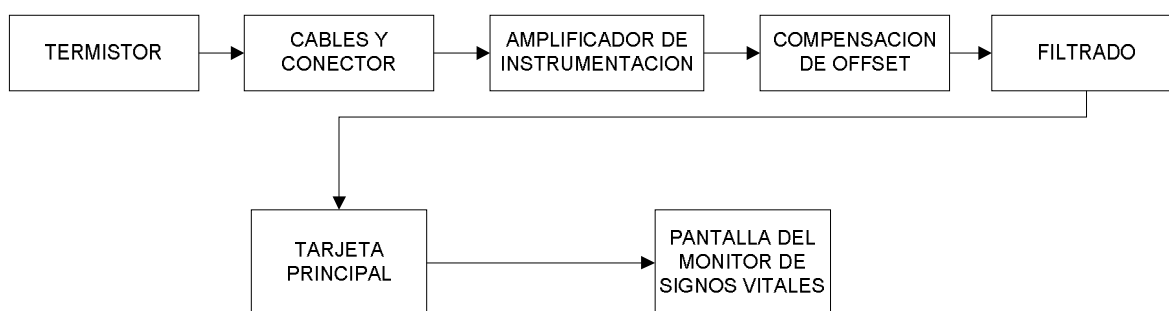 TERMISTOR
CABLES Y
CONECTOR
AMPLIFICADOR DE
INSTRUMENTACION
COMPENSACION
DE OFFSET
FILTRADO
TARJETA
PRINCIPAL
PANTALLA DEL
MONITOR DE
SIGNOS VITALES